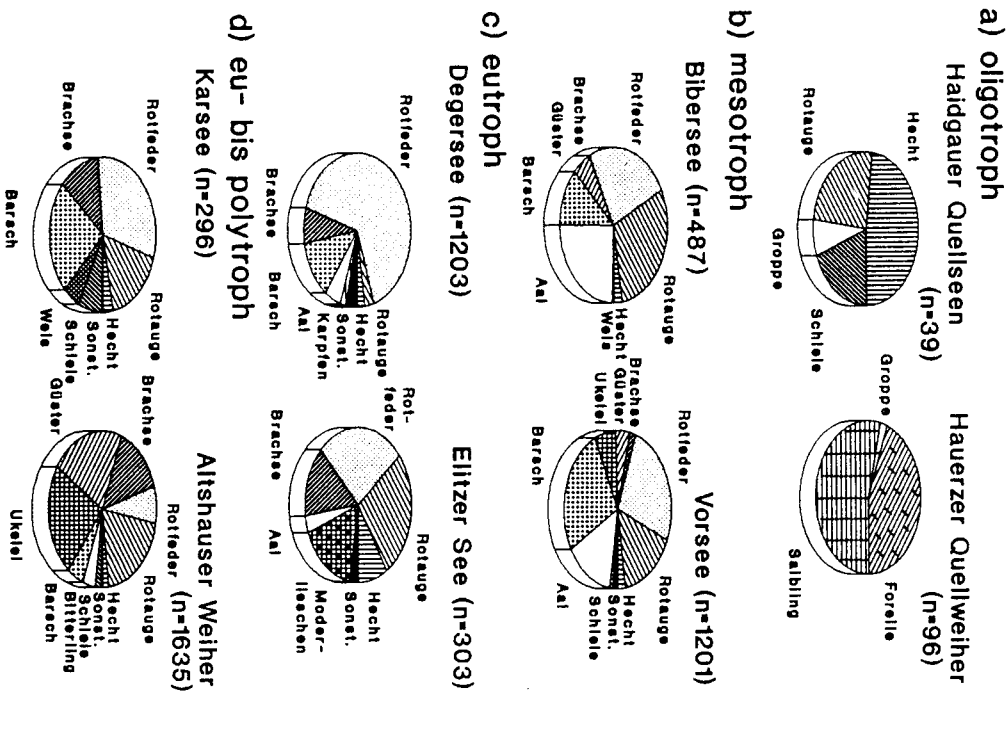 a) oligotroph
Haidgauer Quellseen
(n=39)
Hecht
Rotauge
Groppe
Schleie
Hauerzer Quellweiher
(n=96)
Groppe
Forelle
Saibling
b) mesotroph
Bibersee (n=487)
Rotfeder
Rotauge
Brachse
Güster
Barsch
Aal
Hecht
Wels
Vorsee (n=1201)
Rotfeder
Brachse
Güster
Ukelei
Barsch
Aal
Rotauge
Hecht
Sonst.
Schleie
c) eutroph
Degersee (n=1203)
Rotfeder
Rotauge
Hecht
Sonst.
Karpfen
Aal
Barsch
Brachse
Elitzer See (n=303)
Rot-
feder
Rotauge
Hecht
Sonst.
Moder-
lieschen
Aal
Brachse
d) eu- bis polytroph
Karsee (n=296)
Rotfeder
Rotauge
Hecht
Sonst.
Schleie
Wels
Barsch
Brachse
Altshauser Weiher
(n=1635)
Brachse
Rotfeder
Rotauge
Hecht
Sonst.
Schleie
Bitterling
Barsch
Ukelei
Güster